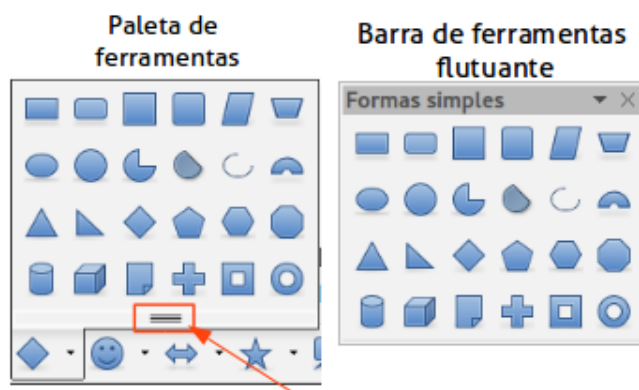 Paleta de
ferramentas
Barra de ferramentas
flutuante
Formas simples